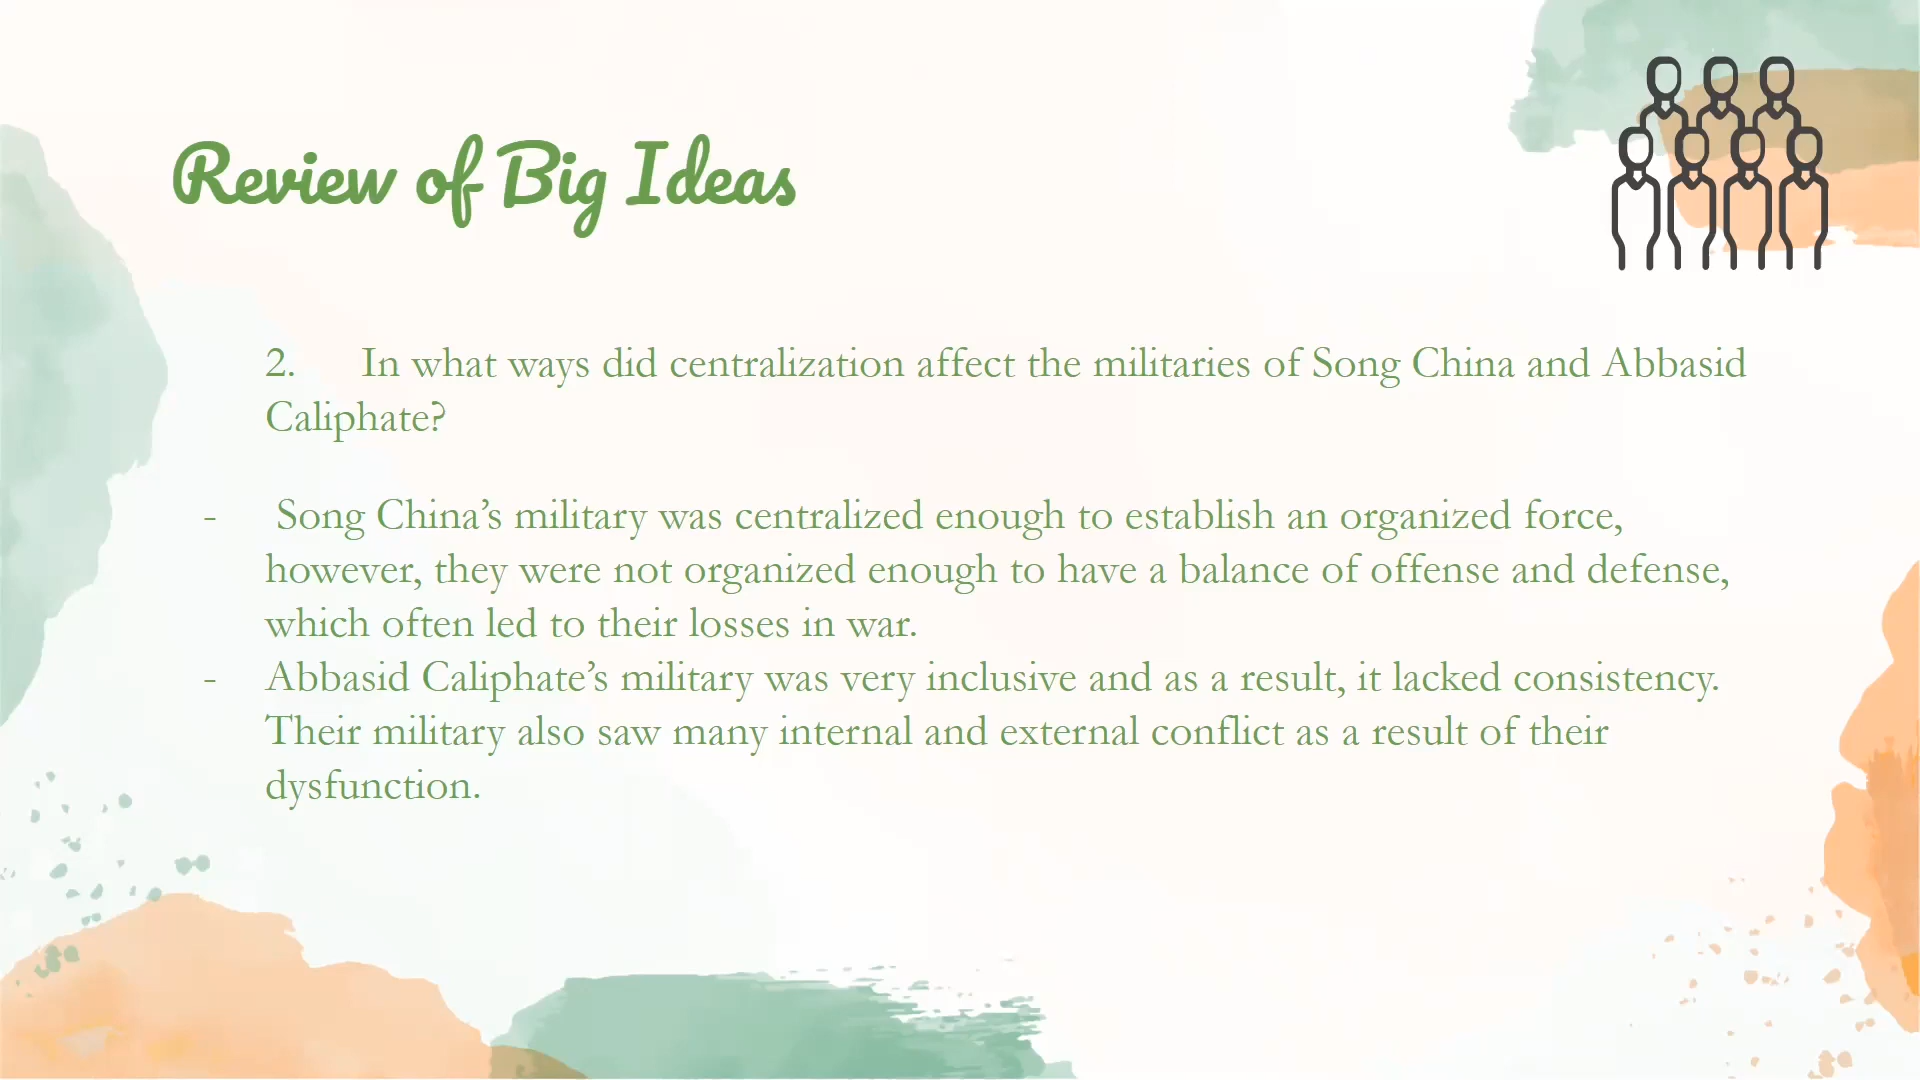 Review of Big Ideas
2. In what ways did centralization affect the militaries of Song China and Abbasid
Caliphate?
- Song China’s military was centralized enough to establish an organized force,
however, they were not organized enough to have a balance of offense and defense,
which often led to their losses in war.
- Abbasid Caliphate’s military was very inclusive and as a result, it lacked consistency.
Their military also saw many internal and external conflict as a result of their
dysfunction.